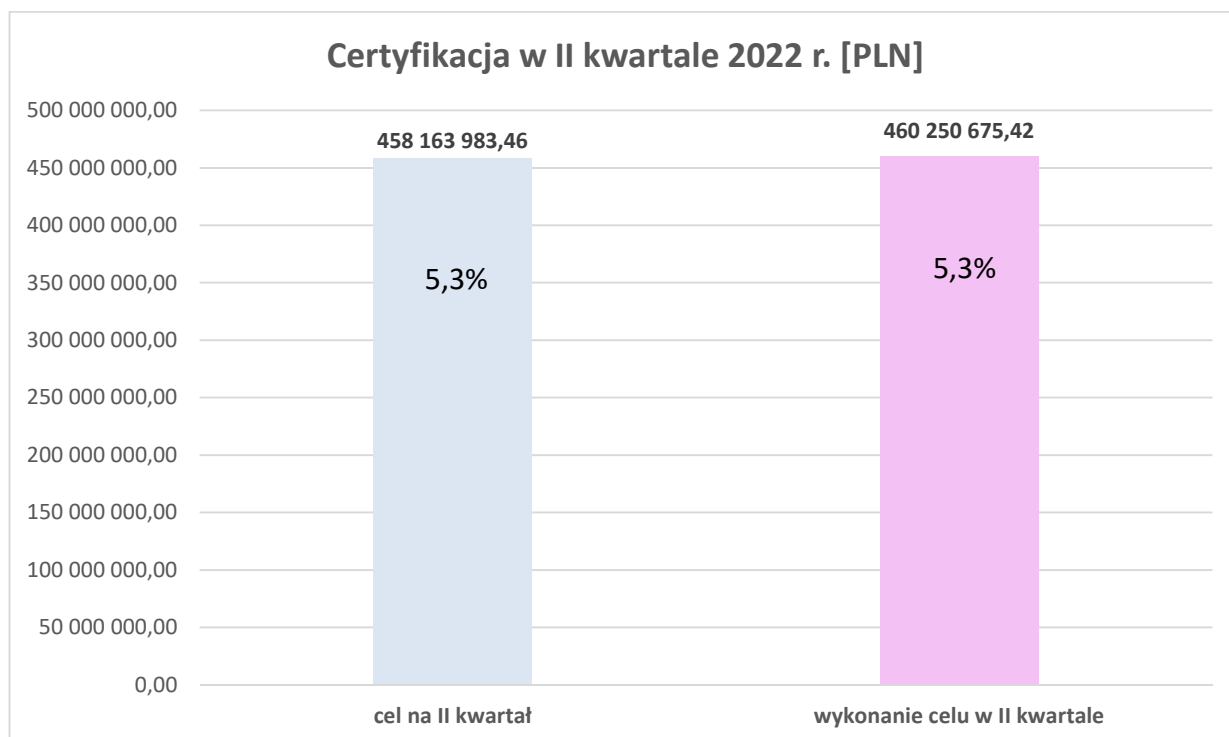 Certyfikacja w II kwartale 2022 r. [PLN]
500 000 000,00
450 000 000,00
400 000 000,00
350 000 000,00
300 000 000,00
250 000 000,00
200 000 000,00
150 000 000,00
100 000 000,00
50 000 000,00
0,00
458 163 983,46
460 250 675,42
5,3%
5,3%
cel na II kwartał
wykonanie celu w II kwartale